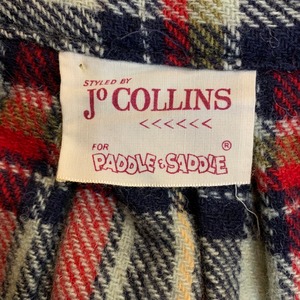 STYLED BY
Jo COLLINS
<<<<<<
FOR
PADDLE & SADDLE ®